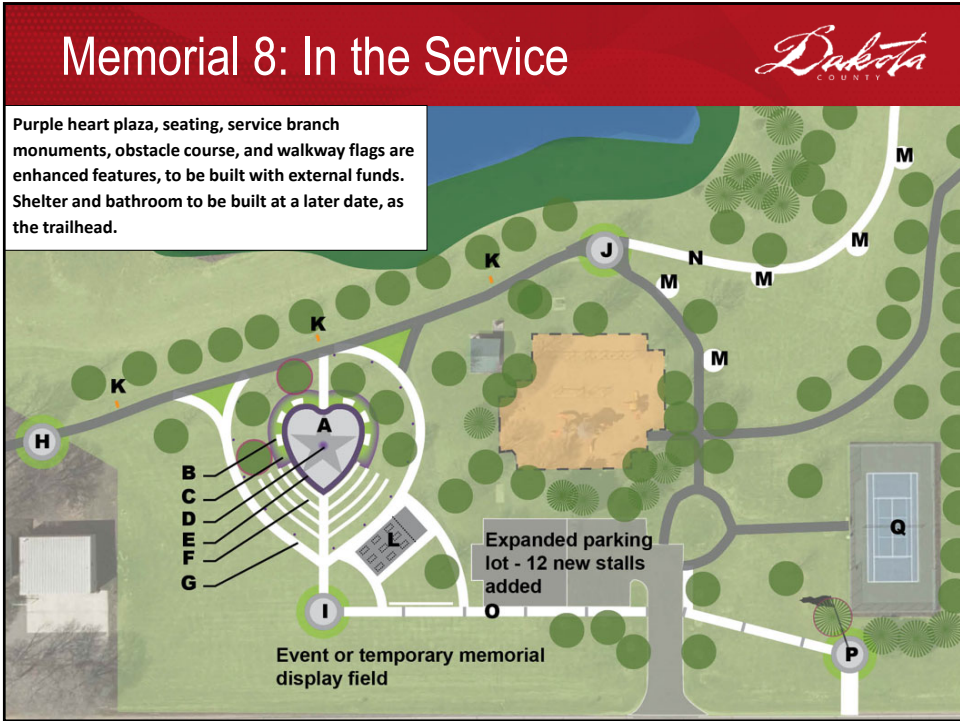 Memorial 8: In the Service
Dakota
COUNTY
Purple heart plaza, seating, service branch
monuments, obstacle course, and walkway flags are
enhanced features, to be built with external funds.
Shelter and bathroom to be built at a later date, as
the trailhead.
M
J
N
M
K
M
M
K
M
K
A
H
B
C
D
E
F
G
L
Q
Expanded parking
lot - 12 new stalls
added
I
O
P
Event or temporary memorial
display field